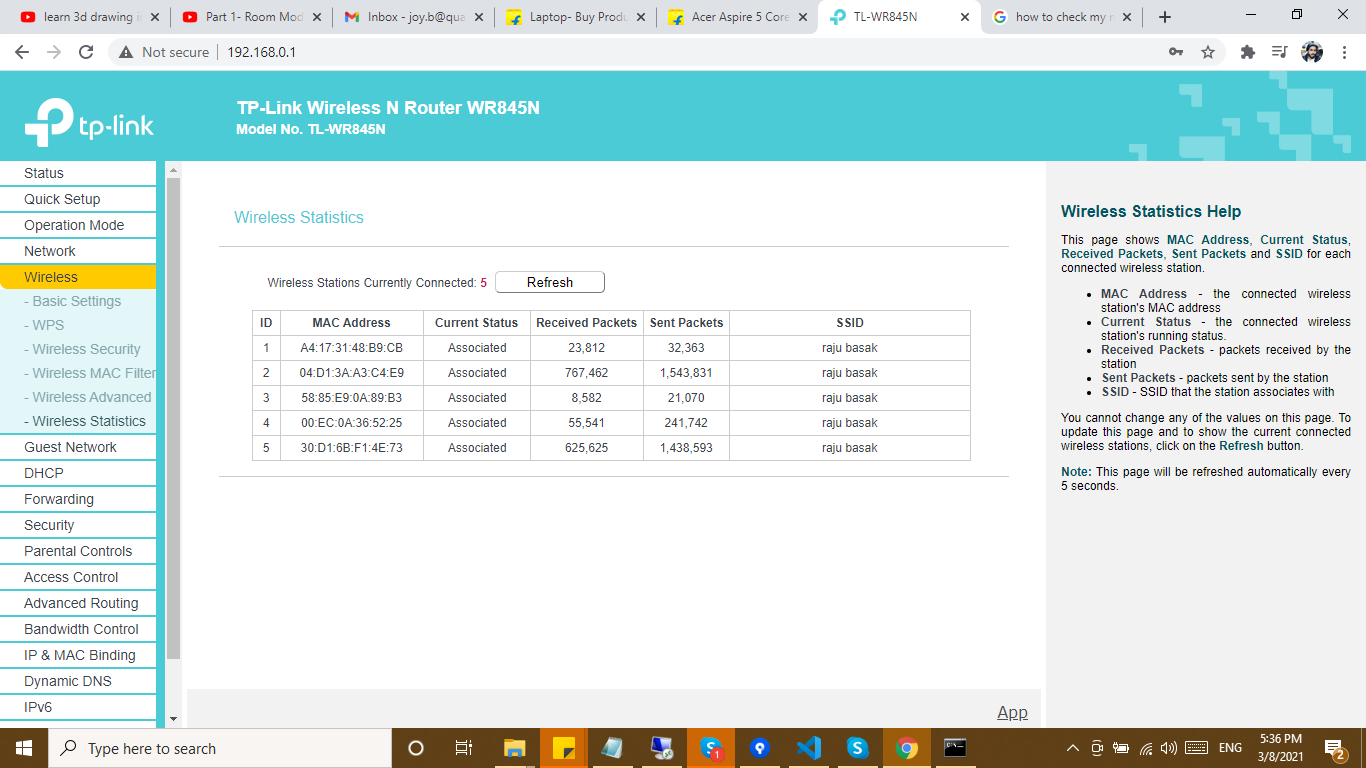 learn 3d drawing i
Part 1- Room Mod
Inbox - joy.b@qua
Laptop- Buy Produ
Acer Aspire 5 Core
TL-WR845N
how to check my n
Not secure
192.168.0.1
tp-link
TP-Link Wireless N Router WR845N
Model No. TL-WR845N
Status
Quick Setup
Operation Mode
Network
Wireless
- Basic Settings
- WPS
- Wireless Security
- Wireless MAC Filter
- Wireless Advanced
- Wireless Statistics
Guest Network
DHCP
Forwarding
Security
Parental Controls
Access Control
Advanced Routing
Bandwidth Control
IP & MAC Binding
Dynamic DNS
IPv6
Wireless Statistics
Wireless Stations Currently Connected: 5 Refresh
ID MAC Address Current Status Received Packets Sent Packets SSID
1 A4:17:31:48:B9:CB Associated 23,812 32,363 raju basak
2 04:D1:3A:A3:C4:E9 Associated 767,462 1,543,831 raju basak
3 58:85:E9:0A:89:B3 Associated 8,582 21,070 raju basak
4 00:EC:0A:36:52:25 Associated 55,541 241,742 raju basak
5 30:D1:6B:F1:4E:73 Associated 625,625 1,438,593 raju basak
App
Wireless Statistics Help
This page shows MAC Address, Current Status,
Received Packets, Sent Packets and SSID for each
connected wireless station.
• MAC Address - the connected wireless
station's MAC address
• Current Status - the connected wireless
station's running status.
• Received Packets - packets received by the
station
• Sent Packets - packets sent by the station
• SSID - SSID that the station associates with
You cannot change any of the values on this page. To
update this page and to show the current connected
wireless stations, click on the Refresh button.
Note: This page will be refreshed automatically every
5 seconds.
Type here to search
1
ENG
5:36 PM
3/8/2021
2